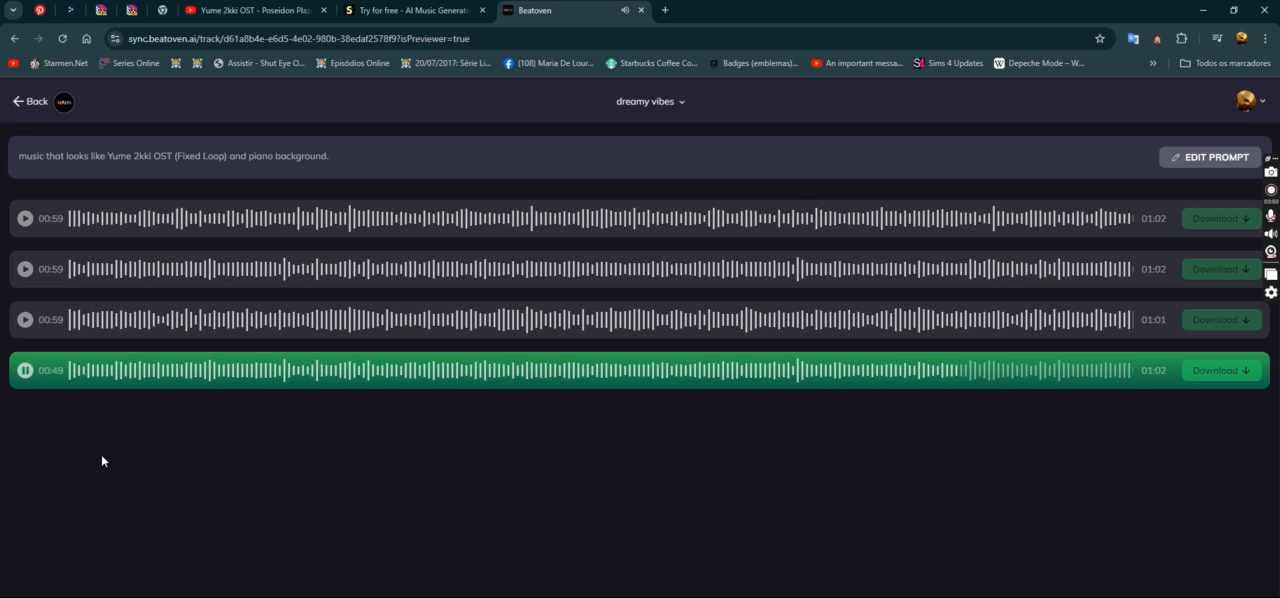 Yume 2kki OST - Poseidon Plaz
Try for free - AI Music Generato
Beatoven
sync.beatoven.ai/track/d61a8b4e-e6d5-4e02-980b-38edaf2578f9?isPreviewer=true
Starmen.Net
Series Online
Assistir - Shut Eye O...
Episódios Online
20/07/2017: Série Li...
(108) Maria De Lour...
Starbucks Coffee Co...
Badges (emblemas)...
An important messa...
Sims 4 Updates
Depeche Mode – W...
Todos os marcadores
Back
dreamy vibes
music that looks like Yume 2kki OST (Fixed Loop) and piano background.
EDIT PROMPT
03:50
00:59 01:02 Download
00:59 01:02 Download
00:59 01:01 Download
00:49 01:02 Download